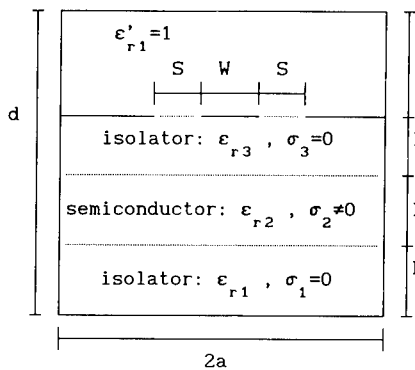 ε'r1=1
S W S
d
isolator: εr3 , σ3=0
semiconductor: εr2 , σ2≠0
isolator: εr1 , σ1=0
2a